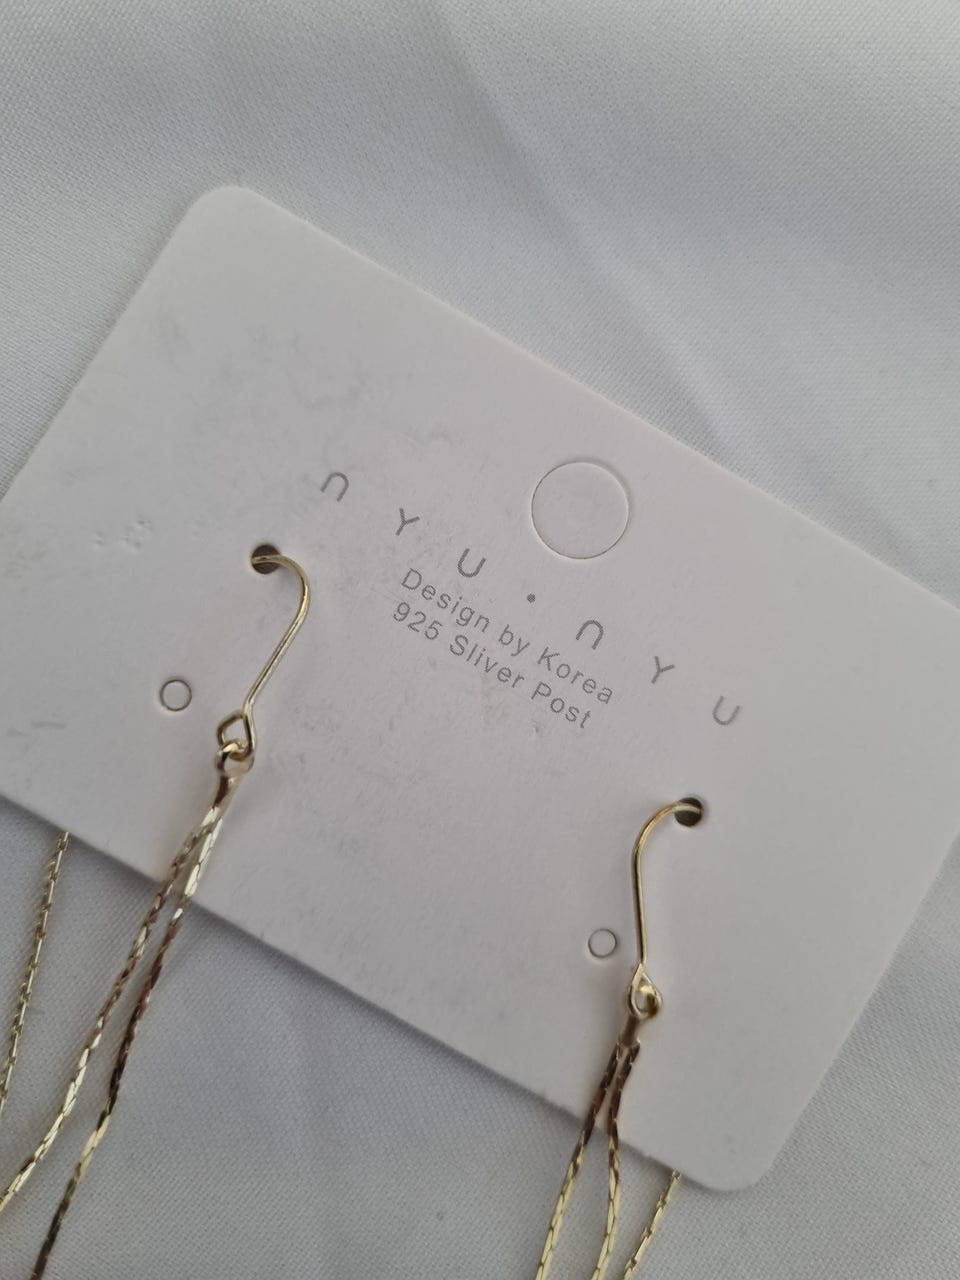 nYU·nYU
Design by Korea
925 Sliver Post